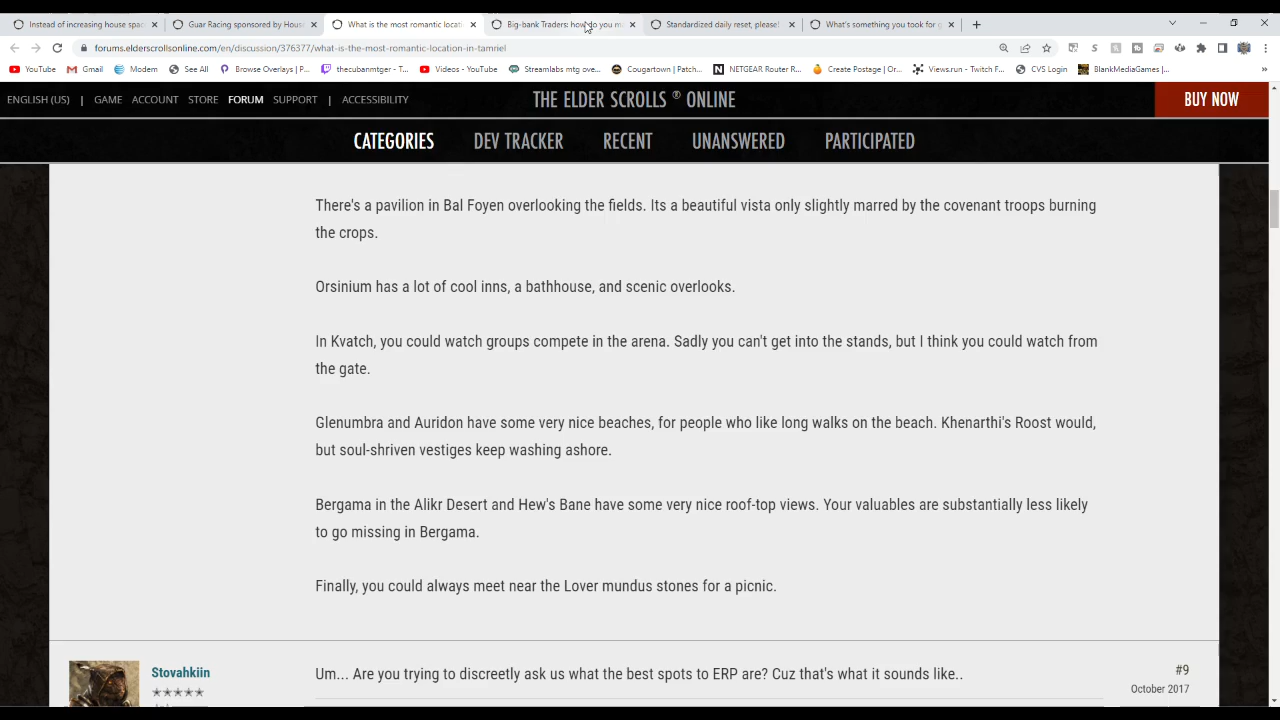 Instead of increasing house spac
Guar Racing sponsored by Hous
What is the most romantic locat
Big-bank Traders: how do you m
Standardized daily reset, please!
What's something you took for g
forums.elderscrollsonline.com/en/discussion/376377/what-is-the-most-romantic-location-in-tamriel
YouTube
Gmail
Modem
See All
Browse Overlays | P...
thecubanmtger - T...
Videos - YouTube
Streamlabs mtg ove...
Cougartown | Patch...
NETGEAR Router R...
Create Postage | Or...
Views.run - Twitch F...
CVS Login
BlankMediaGames |...
»
ENGLISH (US) | GAME ACCOUNT STORE FORUM SUPPORT | ACCESSIBILITY
THE ELDER SCROLLS ® ONLINE
BUY NOW
CATEGORIES DEV TRACKER RECENT UNANSWERED PARTICIPATED
There's a pavilion in Bal Foyen overlooking the fields. Its a beautiful vista only slightly marred by the covenant troops burning
the crops.
Orsinium has a lot of cool inns, a bathhouse, and scenic overlooks.
In Kvatch, you could watch groups compete in the arena. Sadly you can't get into the stands, but I think you could watch from
the gate.
Glenumbra and Auridon have some very nice beaches, for people who like long walks on the beach. Khenarthi's Roost would,
but soul-shriven vestiges keep washing ashore.
Bergama in the Alikr Desert and Hew's Bane have some very nice roof-top views. Your valuables are substantially less likely
to go missing in Bergama.
Finally, you could always meet near the Lover mundus stones for a picnic.
Stovahkiin
Um... Are you trying to discreetly ask us what the best spots to ERP are? Cuz that's what it sounds like..
#9
October 2017